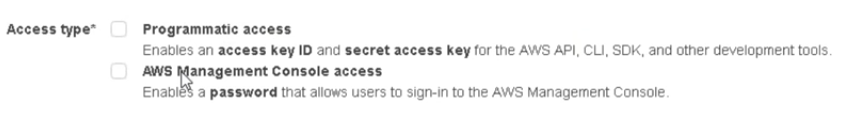 Access type* Programmatic access
Enables an access key ID and secret access key for the AWS API, CLI, SDK, and other development tools.
AWS Management Console access
Enables a password that allows users to sign-in to the AWS Management Console.